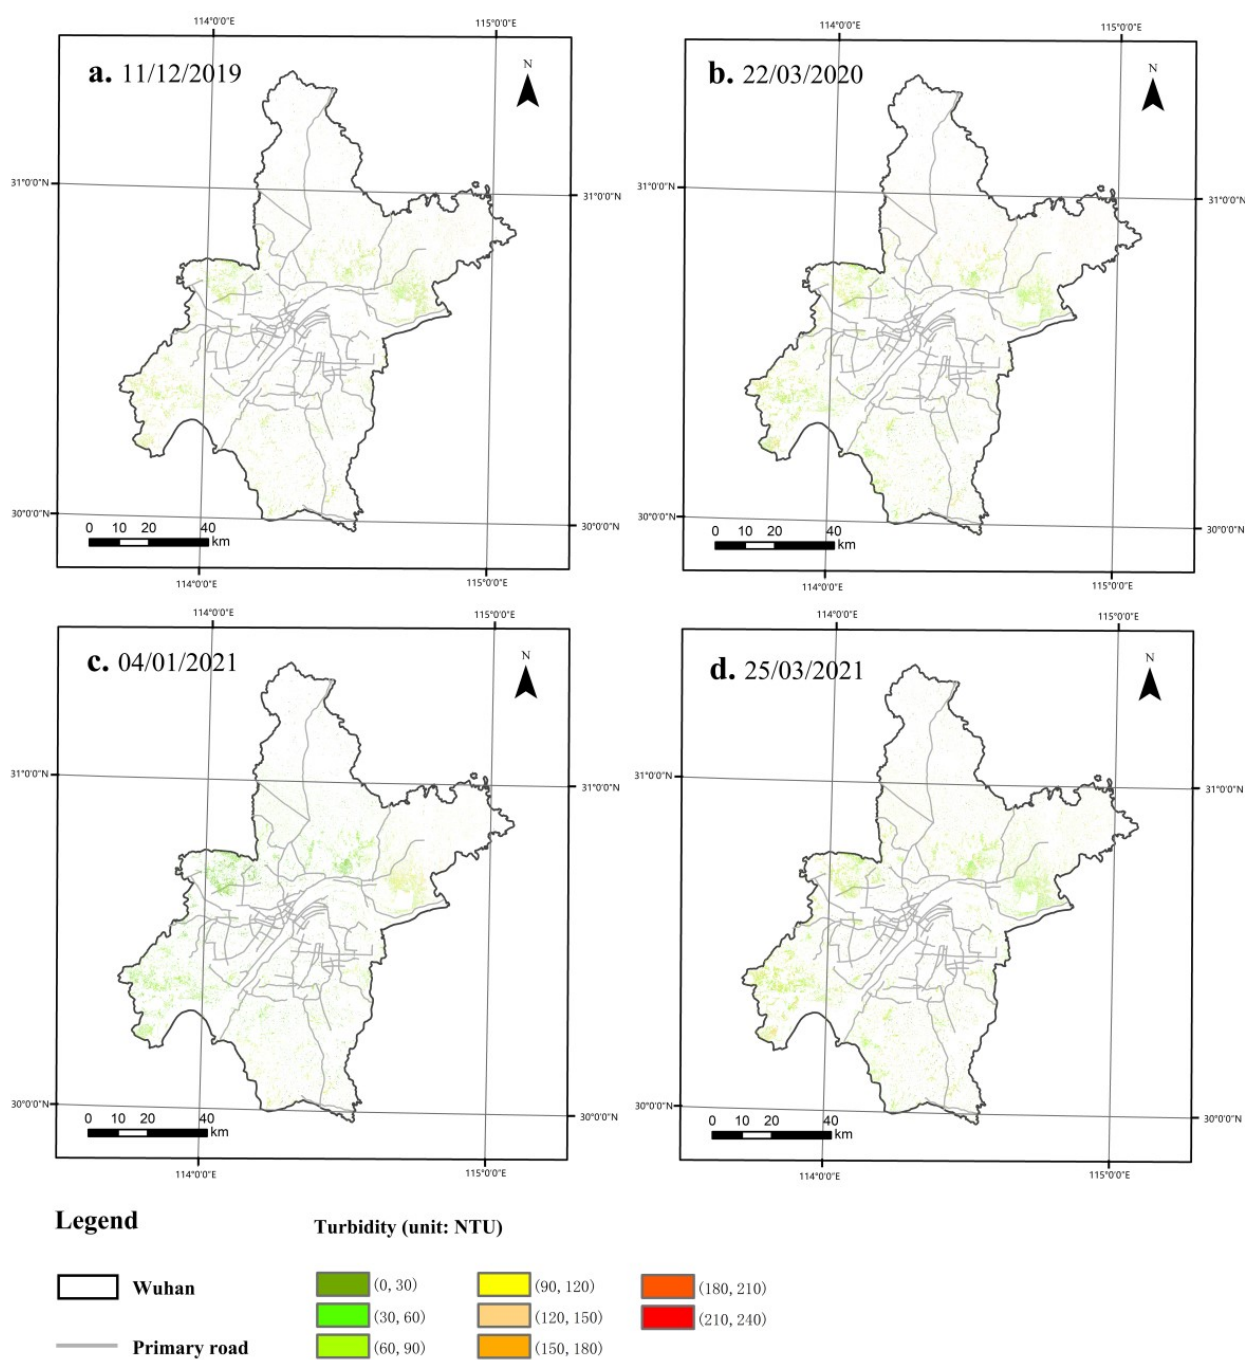 114°0'0"E 115°0'0"E 114°0'0"E 115°0'0"E
a. 11/12/2019 N b. 22/03/2020 N
31°0'0"N 31°0'0"N 31°0'0"N 31°0'0"N
30°0'0"N 30°0'0"N 30°0'0"N 30°0'0"N
0 10 20 40 km 0 10 20 40 km
114°0'0"E 115°0'0"E 114°0'0"E 115°0'0"E
114°0'0"E 115°0'0"E 114°0'0"E 115°0'0"E
c. 04/01/2021 N d. 25/03/2021 N
31°0'0"N 31°0'0"N 31°0'0"N 31°0'0"N
30°0'0"N 30°0'0"N 30°0'0"N 30°0'0"N
0 10 20 40 km 0 10 20 40 km
114°0'0"E 115°0'0"E 114°0'0"E 115°0'0"E
Legend
Turbidity (unit: NTU)
Wuhan (0, 30) (90, 120) (180, 210)
(30, 60) (120, 150) (210, 240)
Primary road (60, 90) (150, 180)